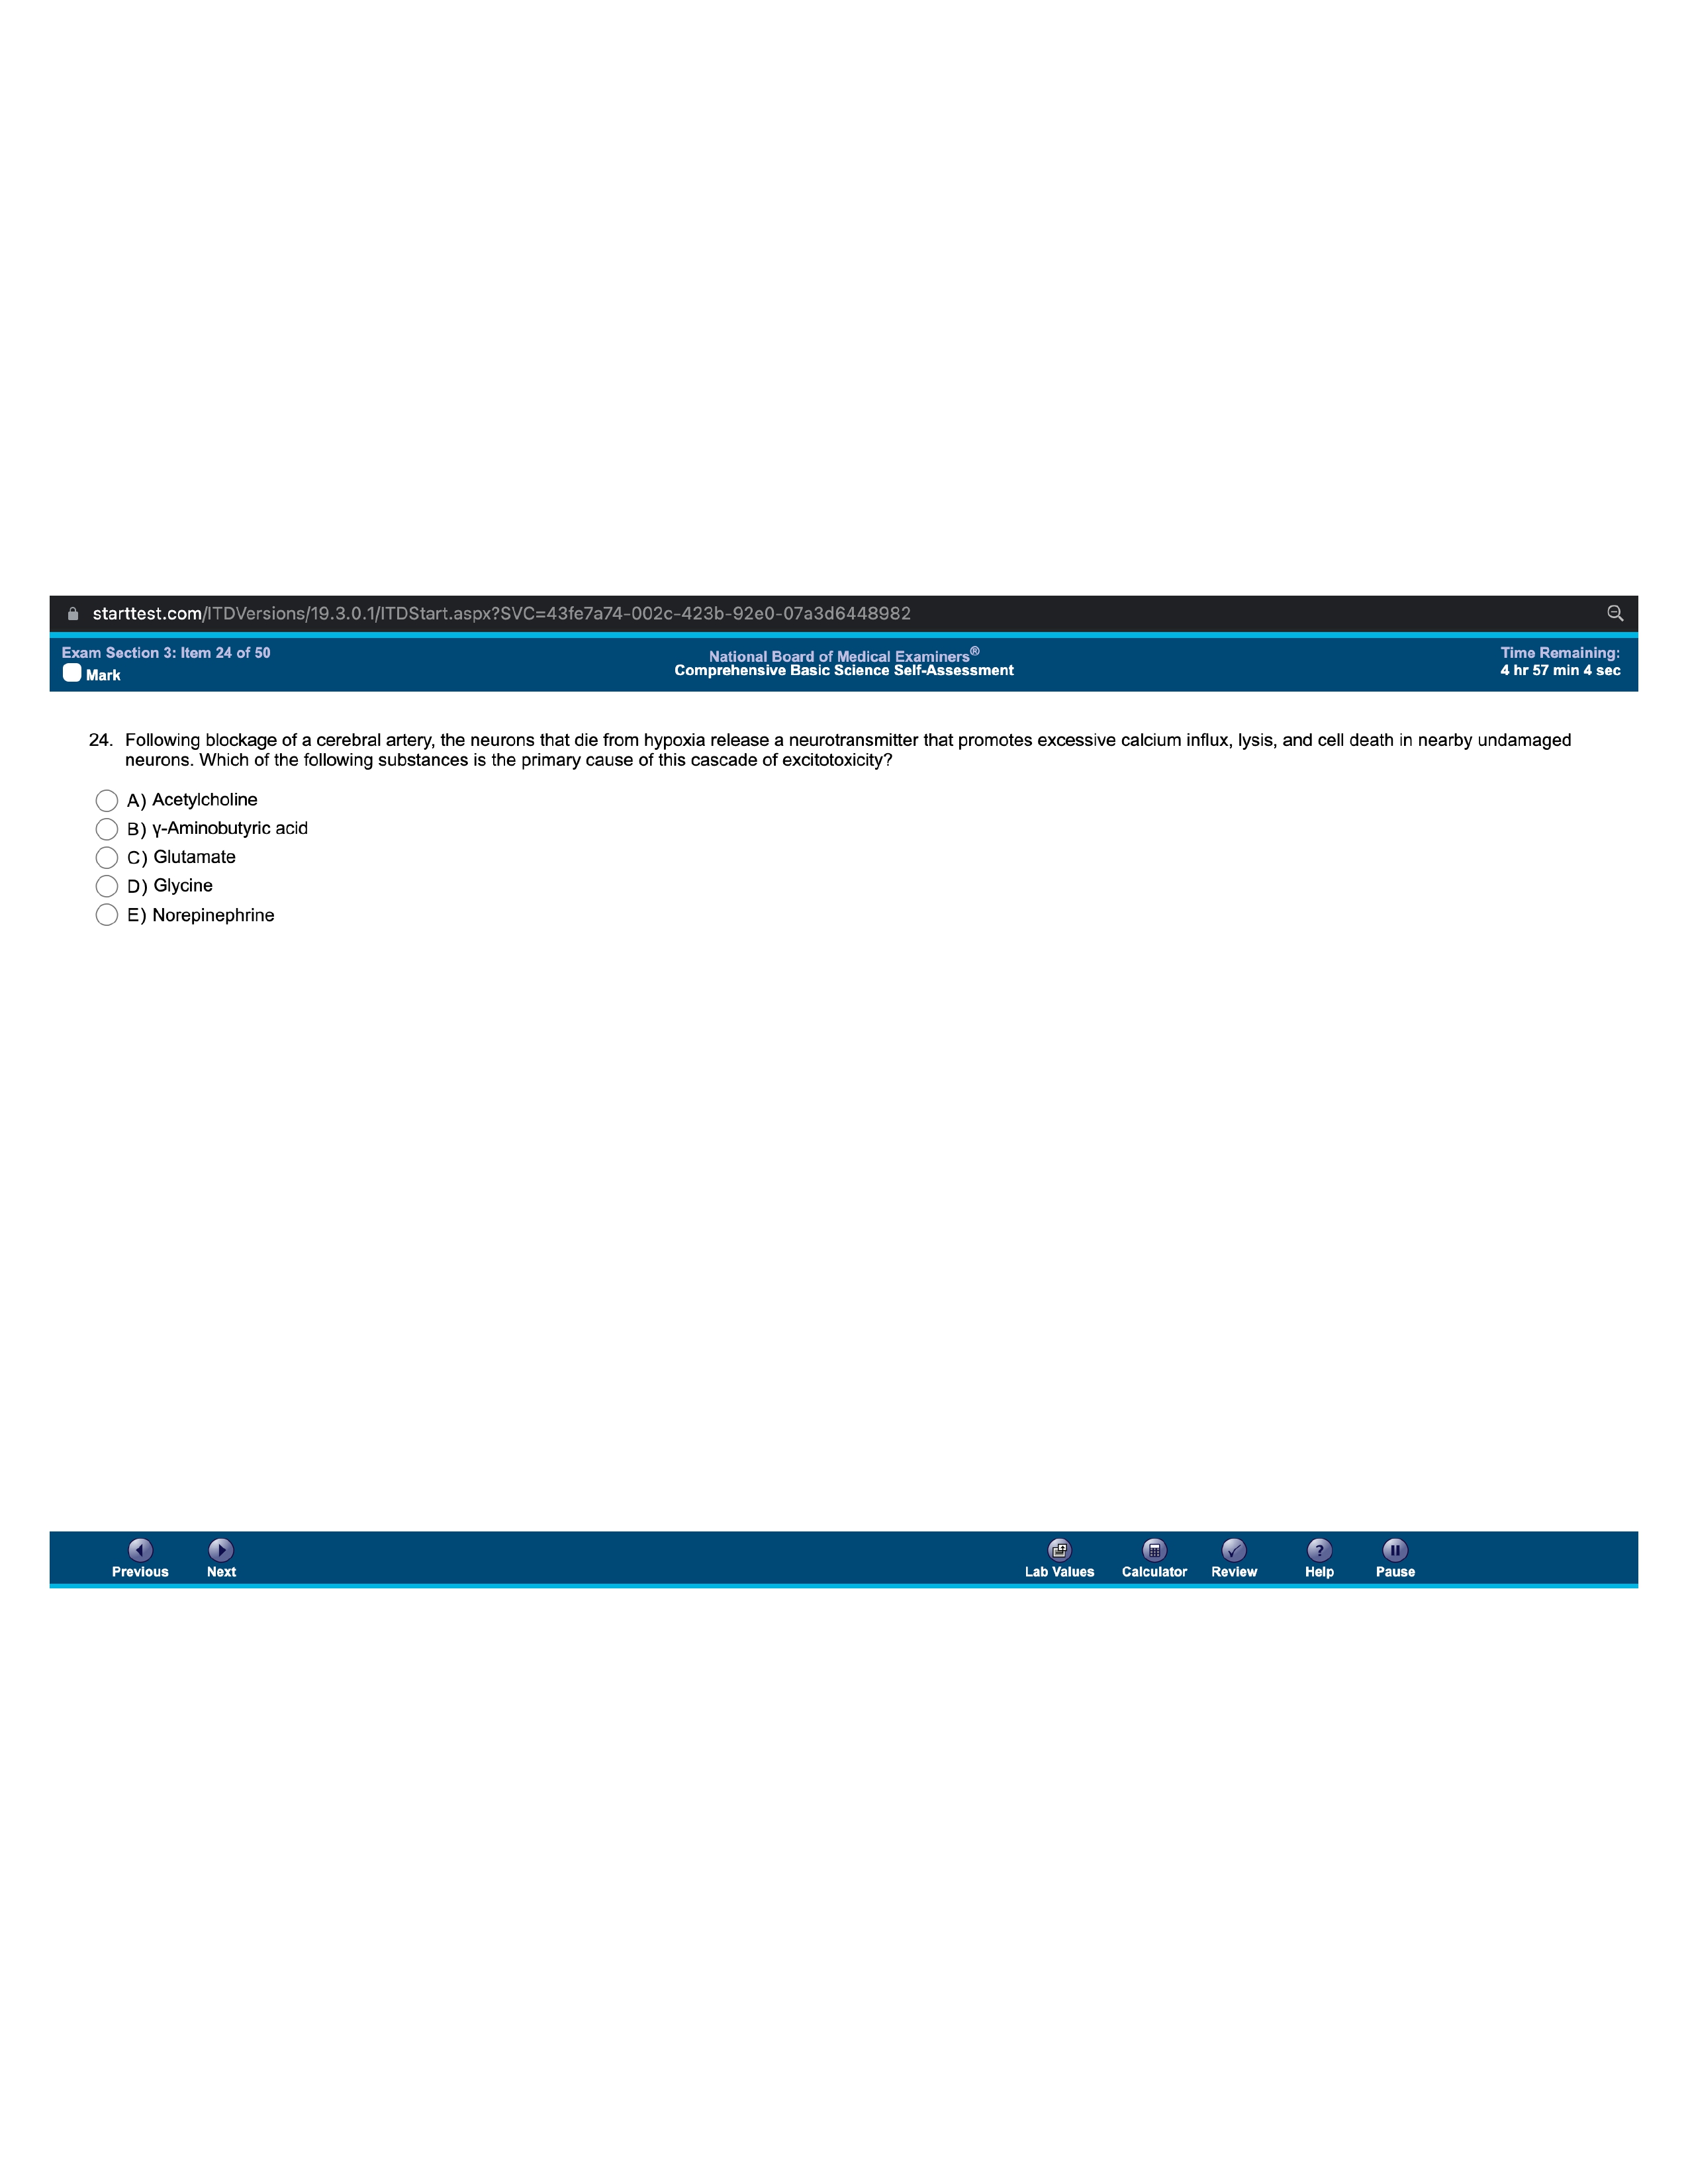 starttest.com/ITDVersions/19.3.0.1/ITDStart.aspx?SVC=43fe7a74-002c-423b-92e0-07a3d6448982
Exam Section 3: Item 24 of 50
Mark
National Board of Medical Examiners®
Comprehensive Basic Science Self-Assessment
Time Remaining:
4 hr 57 min 4 sec
24. Following blockage of a cerebral artery, the neurons that die from hypoxia release a neurotransmitter that promotes excessive calcium influx, lysis, and cell death in nearby undamaged
neurons. Which of the following substances is the primary cause of this cascade of excitotoxicity?
A) Acetylcholine
B) γ-Aminobutyric acid
C) Glutamate
D) Glycine
E) Norepinephrine
Previous
Next
Lab Values
Calculator
Review
Help
Pause